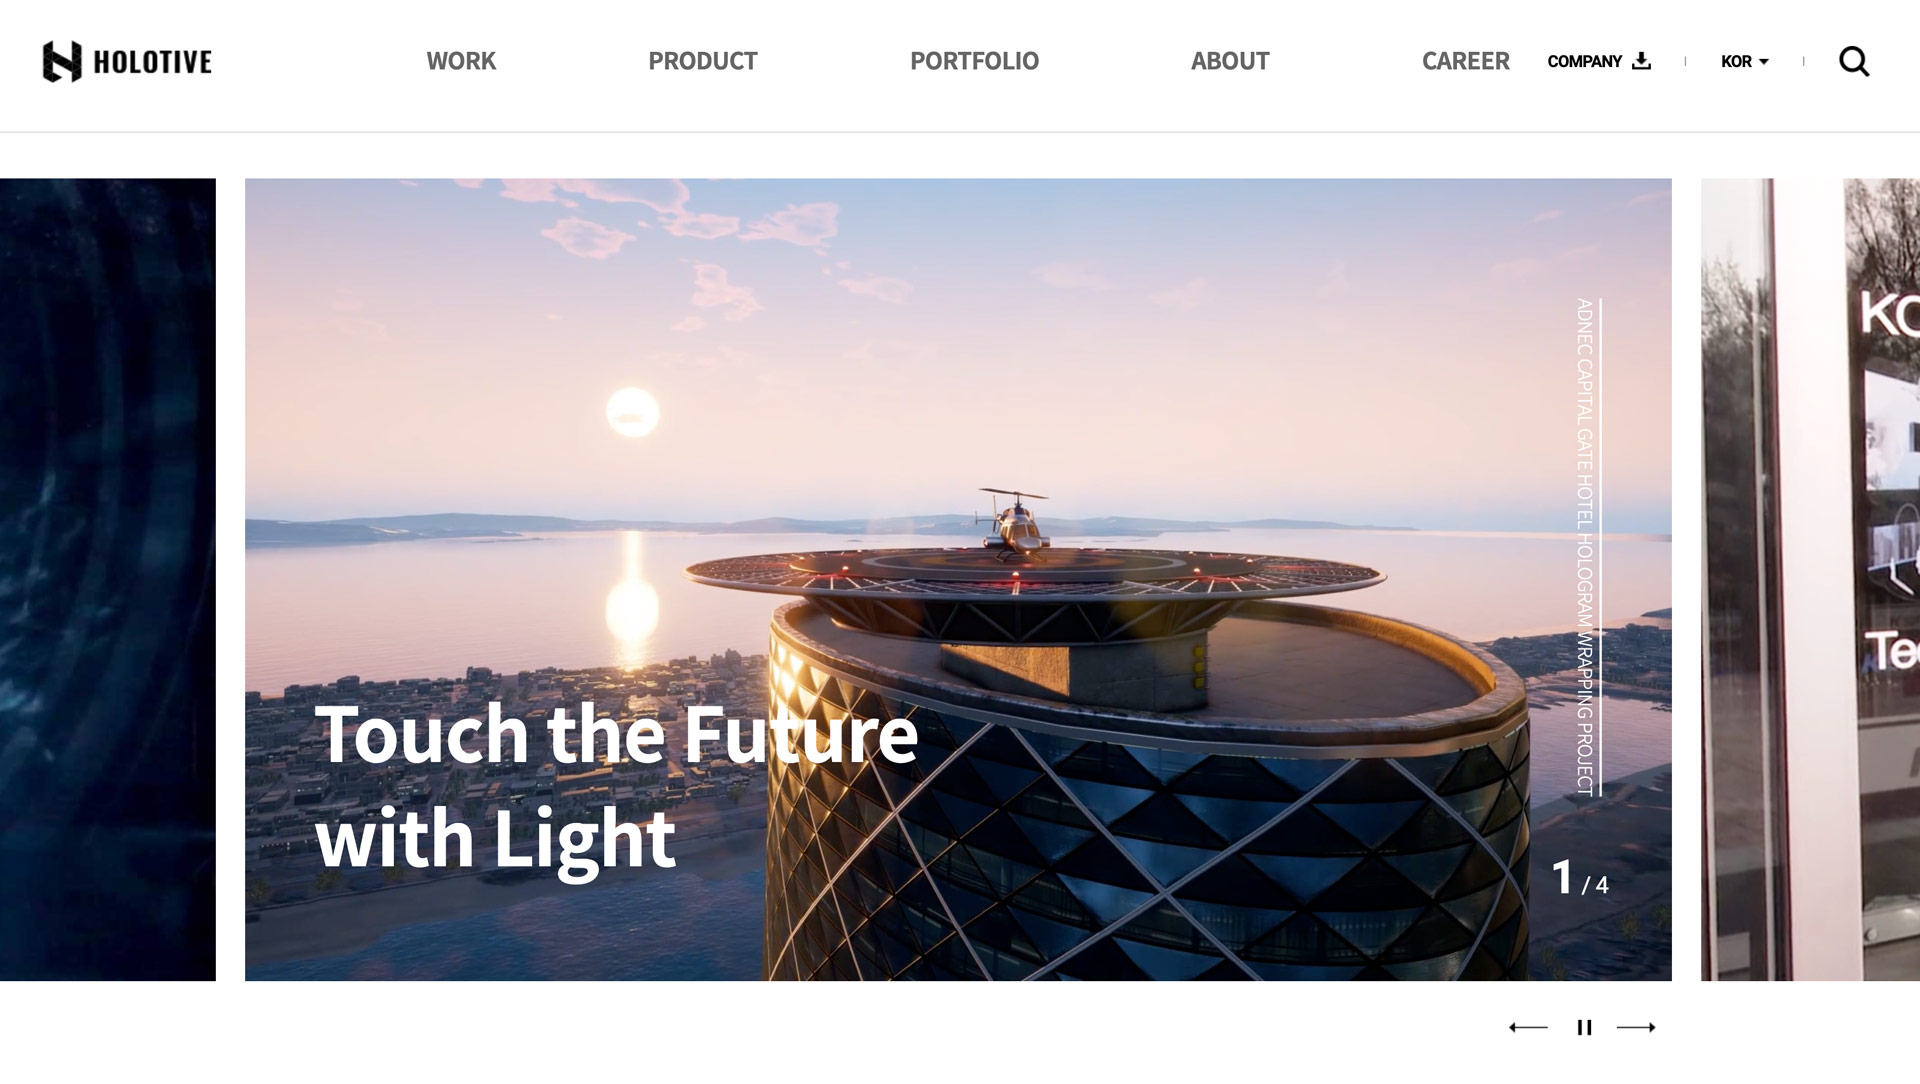 HOLOTIVE
WORK
PRODUCT
PORTFOLIO
ABOUT
CAREER
COMPANY
KOR
ADNEC CAPITAL GATE HOTEL HOLOGRAM WRAPPING PROJECT
Touch the Future
with Light
1 / 4
KO
Te